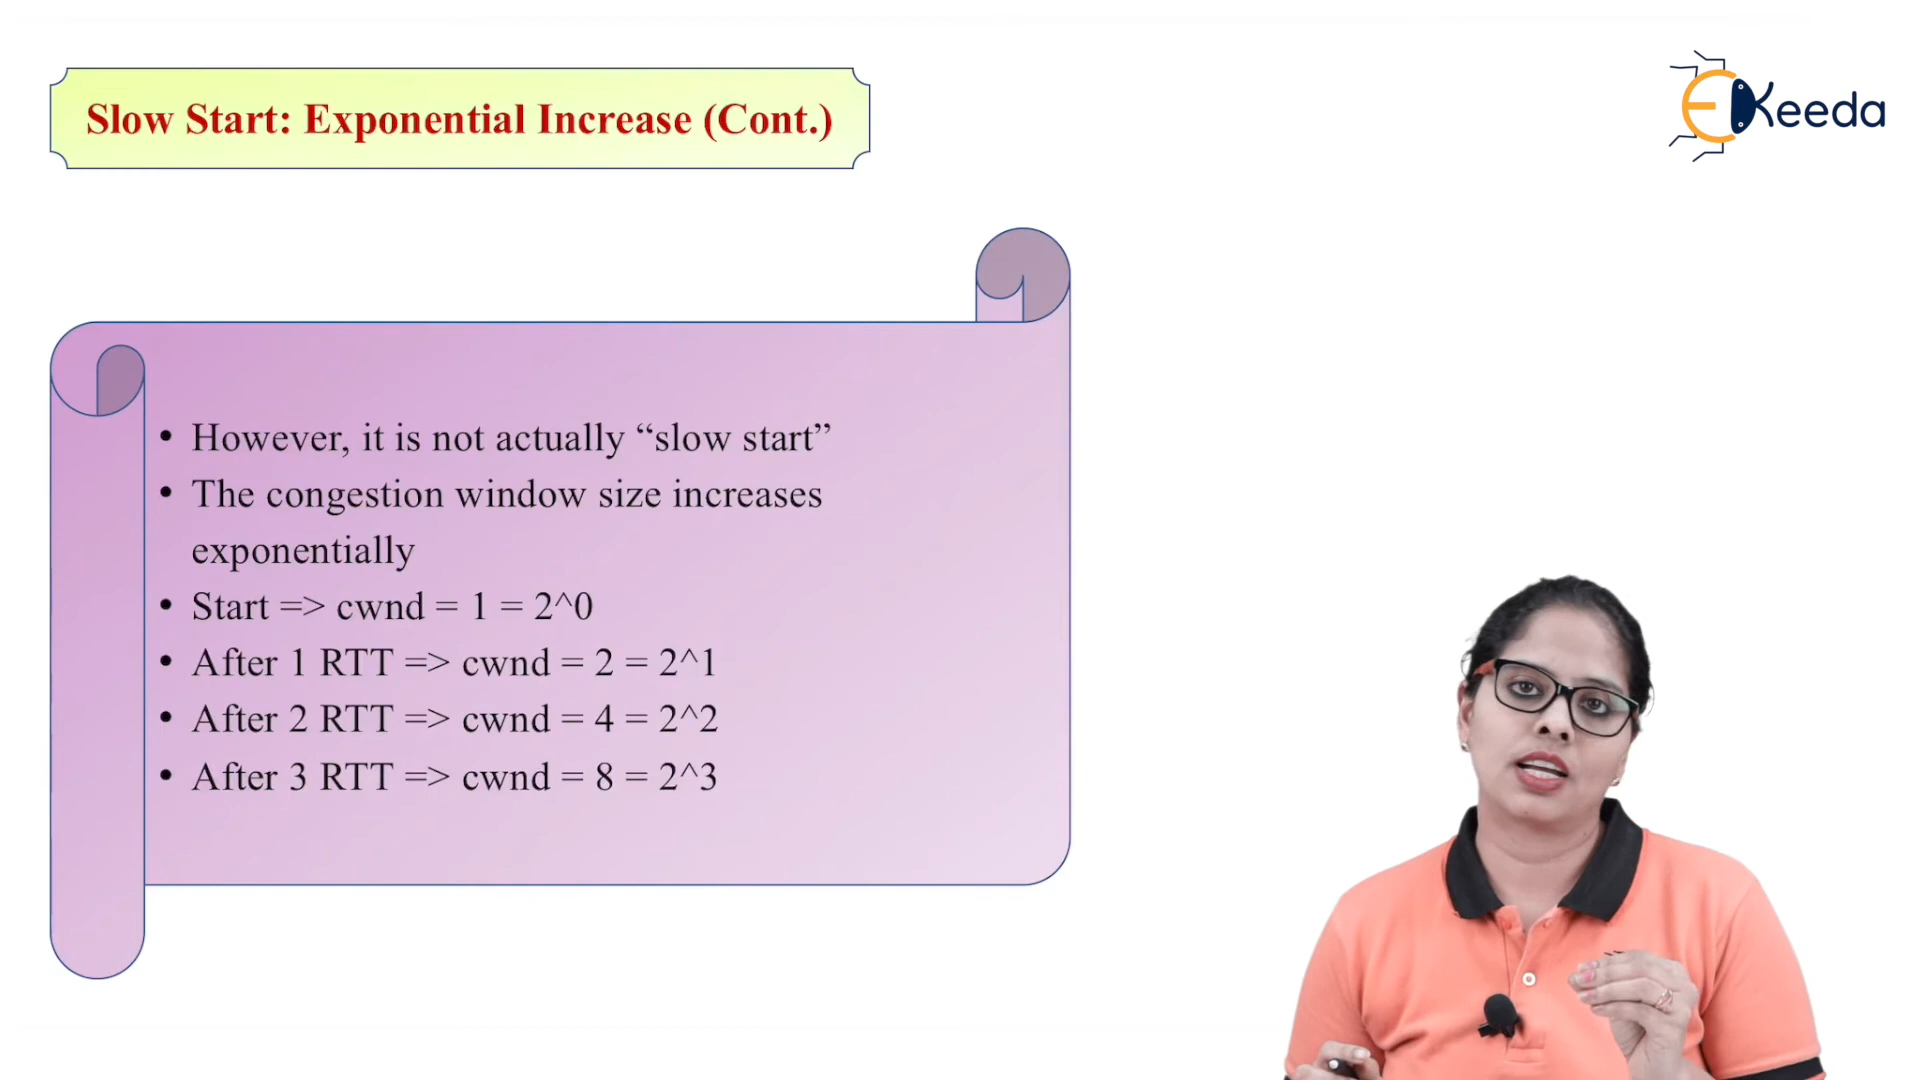 Slow Start: Exponential Increase (Cont.)
EKeeda
• However, it is not actually “slow start”
• The congestion window size increases
exponentially
• Start => cwnd = 1 = 2^0
• After 1 RTT => cwnd = 2 = 2^1
• After 2 RTT => cwnd = 4 = 2^2
• After 3 RTT => cwnd = 8 = 2^3